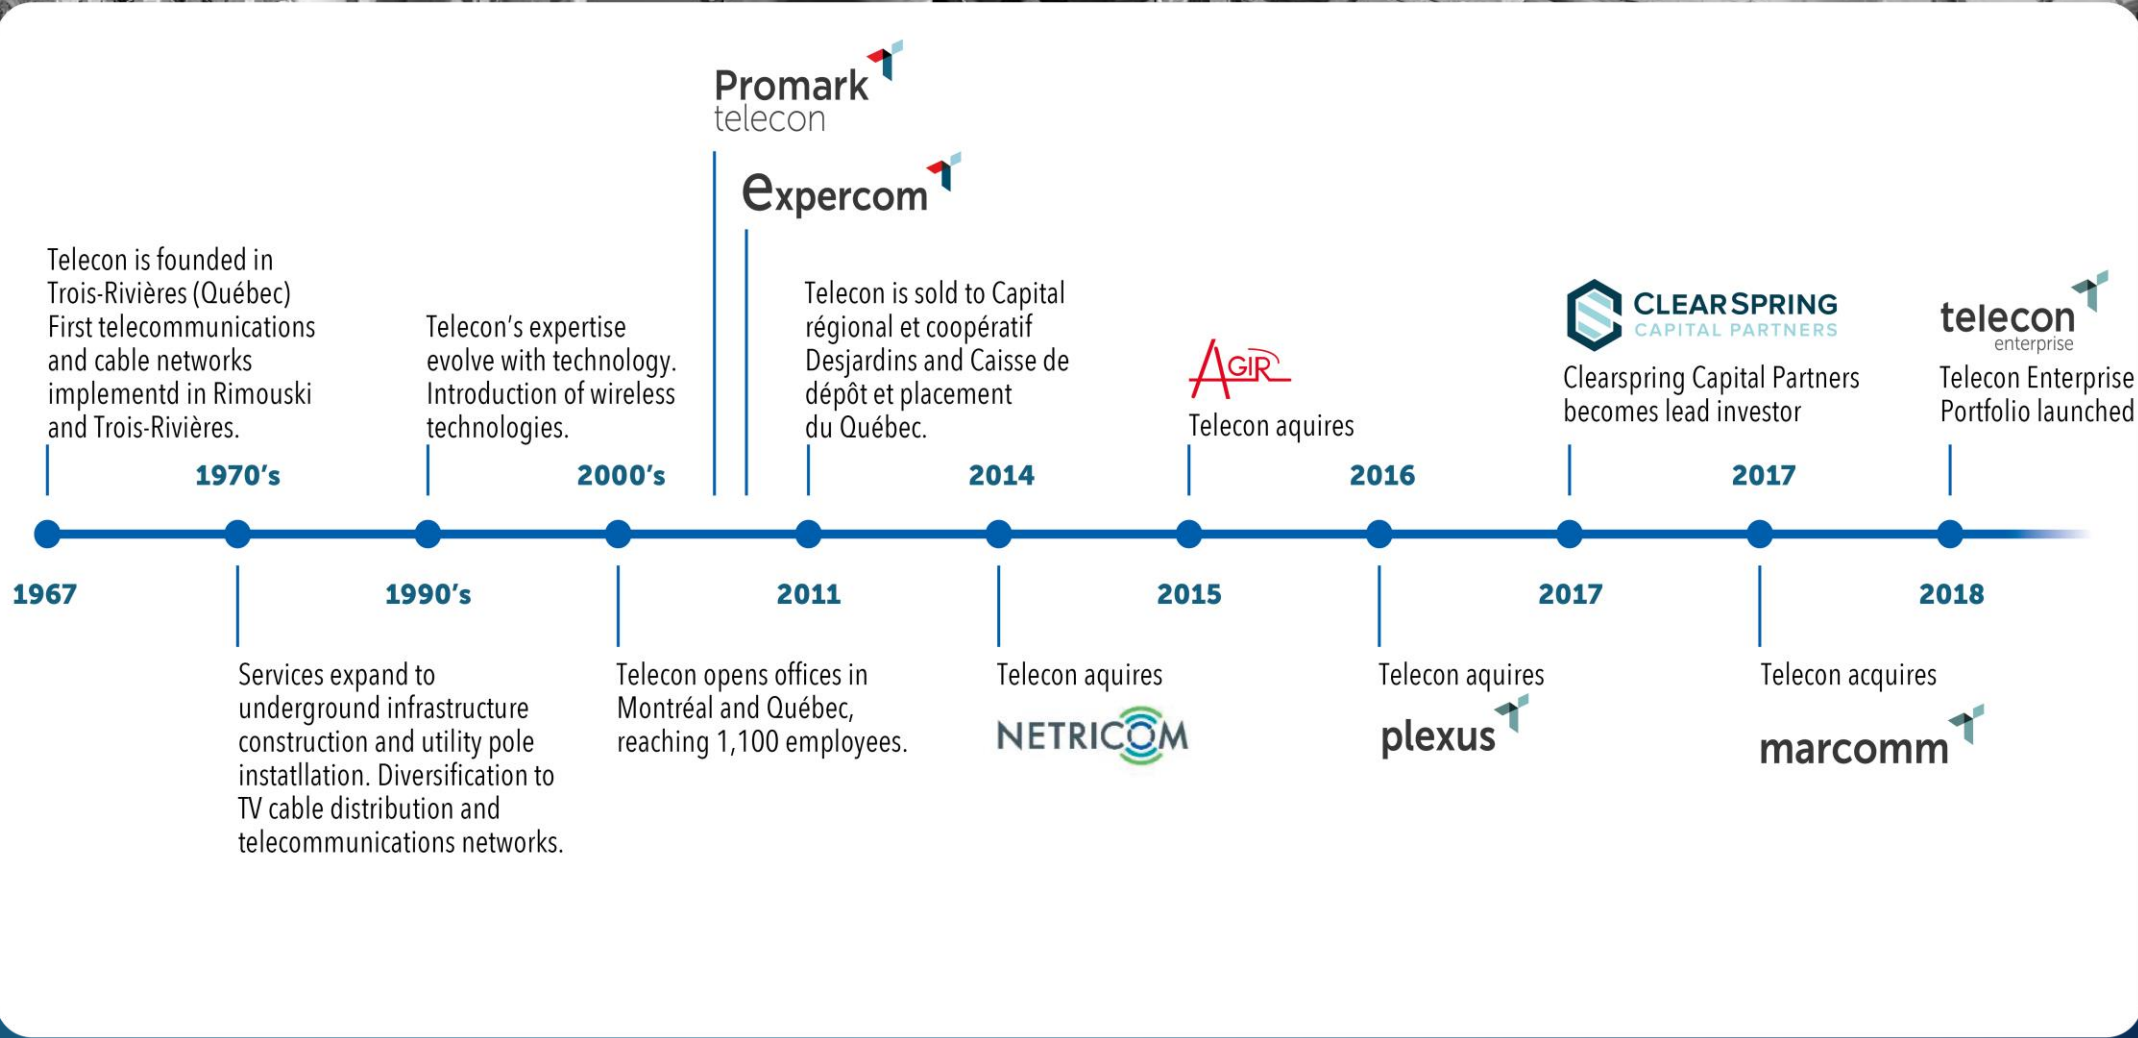 Promark
telecon
expercom
Telecon is founded in
Trois-Rivières (Québec)
First telecommunications
and cable networks
implementd in Rimouski
and Trois-Rivières.
Telecon's expertise
evolve with technology.
Introduction of wireless
technologies.
Telecon is sold to Capital
régional et coopératif
Desjardins and Caisse de
dépôt et placement
du Québec.
AGIR
Telecon aquires
CLEARSPRING
CAPITAL PARTNERS
Clearspring Capital Partners
becomes lead investor
telecon
enterprise
Telecon Enterprise
Portfolio launched
1970's
2000's
2014
2016
2017
1967
1990's
2011
2015
2017
2018
Services expand to
underground infrastructure
construction and utility pole
instatllation. Diversification to
TV cable distribution and
telecommunications networks.
Telecon opens offices in
Montréal and Québec,
reaching 1,100 employees.
Telecon aquires
NETRICOM
Telecon aquires
plexus
Telecon acquires
marcomm